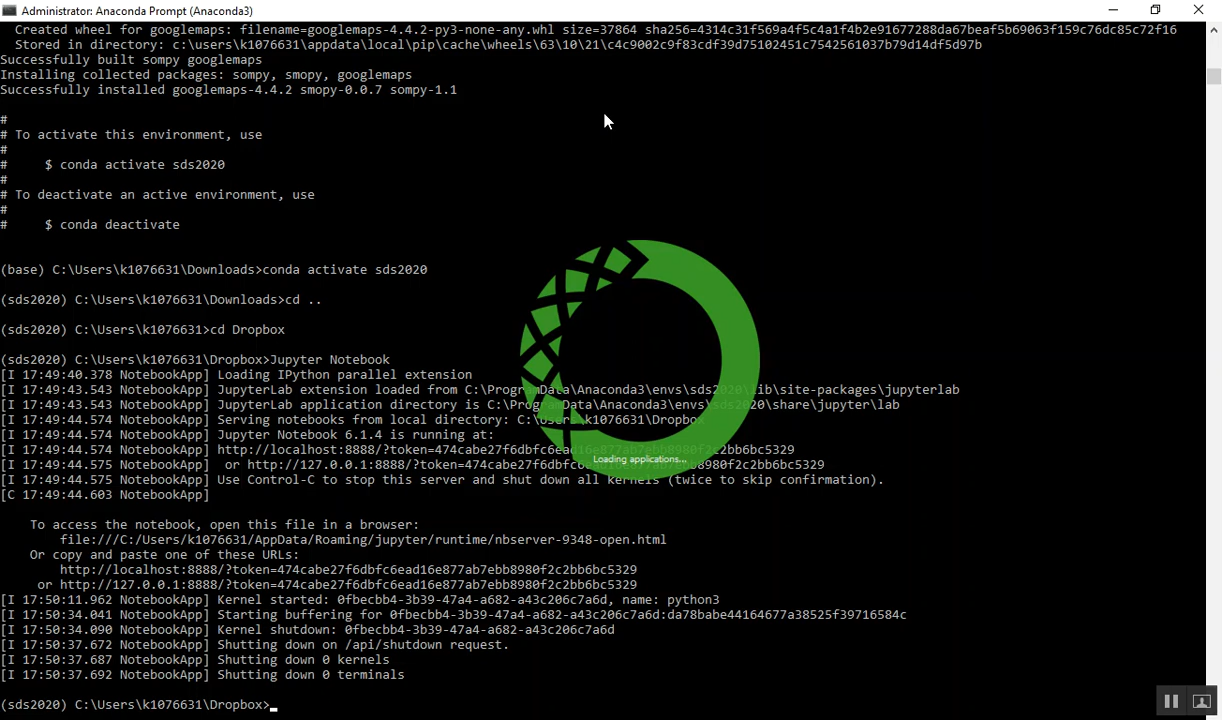 Administrator: Anaconda Prompt (Anaconda3)
Created wheel for googlemaps: filename=googlemaps-4.4.2-py3-none-any.whl size=37864 sha256=4314c31f569a4f5c4a1f4b2e91677288da67beaf5b69063f159c76dc85c72f16
Stored in directory: c:\users\k1076631\appdata\local\pip\cache\wheels\63\10\21\c4c9002c9f83cdf39d75102451c7542561037b79d14df5d97b
Successfully built sompy googlemaps
Installing collected packages: sompy, smopy, googlemaps
Successfully installed googlemaps-4.4.2 smopy-0.0.7 sompy-1.1
#
# To activate this environment, use
#
#     $ conda activate sds2020
#
# To deactivate an active environment, use
#
#     $ conda deactivate
(base) C:\Users\k1076631\Downloads>conda activate sds2020
(sds2020) C:\Users\k1076631\Downloads>cd ..
(sds2020) C:\Users\k1076631>cd Dropbox
(sds2020) C:\Users\k1076631\Dropbox>Jupyter Notebook
[I 17:49:40.378 NotebookApp] Loading IPython parallel extension
[I 17:49:43.543 NotebookApp] JupyterLab extension loaded from C:\ProgramData\Anaconda3\envs\sds2020\lib\site-packages\jupyterlab
[I 17:49:43.543 NotebookApp] JupyterLab application directory is C:\ProgramData\Anaconda3\envs\sds2020\share\jupyter\lab
[I 17:49:44.574 NotebookApp] Serving notebooks from local directory: C:\Users\k1076631\Dropbox
[I 17:49:44.574 NotebookApp] Jupyter Notebook 6.1.4 is running at:
[I 17:49:44.574 NotebookApp] http://localhost:8888/?token=474cabe27f6dbfc6ead16e877ab7ebb8980f2c2bb6bc5329
[I 17:49:44.575 NotebookApp]  or http://127.0.0.1:8888/?token=474cabe27f6dbfc6ead16e877ab7ebb8980f2c2bb6bc5329
Loading applications...
[I 17:49:44.575 NotebookApp] Use Control-C to stop this server and shut down all kernels (twice to skip confirmation).
[C 17:49:44.603 NotebookApp]
To access the notebook, open this file in a browser:
file:///C:/Users/k1076631/AppData/Roaming/jupyter/runtime/nbserver-9348-open.html
Or copy and paste one of these URLs:
http://localhost:8888/?token=474cabe27f6dbfc6ead16e877ab7ebb8980f2c2bb6bc5329
or http://127.0.0.1:8888/?token=474cabe27f6dbfc6ead16e877ab7ebb8980f2c2bb6bc5329
[I 17:50:11.962 NotebookApp] Kernel started: 0fbecbb4-3b39-47a4-a682-a43c206c7a6d, name: python3
[I 17:50:34.041 NotebookApp] Starting buffering for 0fbecbb4-3b39-47a4-a682-a43c206c7a6d:da78babe44164677a38525f39716584c
[I 17:50:34.090 NotebookApp] Kernel shutdown: 0fbecbb4-3b39-47a4-a682-a43c206c7a6d
[I 17:50:37.672 NotebookApp] Shutting down on /api/shutdown request.
[I 17:50:37.687 NotebookApp] Shutting down 0 kernels
[I 17:50:37.692 NotebookApp] Shutting down 0 terminals
(sds2020) C:\Users\k1076631\Dropbox>